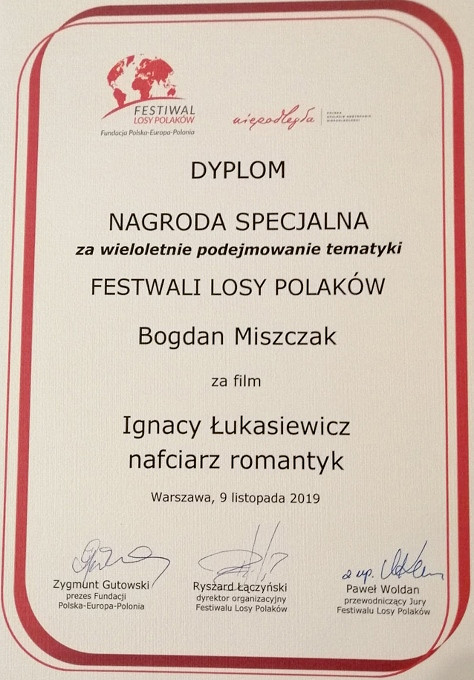 FESTIWAL
LOSY POLAKÓW
Fundacja Polska-Europa-Polonia
niepodległa
DYPLOM
NAGRODA SPECJALNA
za wieloletnie podejmowanie tematyki
FESTWALI LOSY POLAKÓW
Bogdan Miszczak
za film
Ignacy Łukasiewicz
nafciarz romantyk
Warszawa, 9 listopada 2019
z up.
Zygmunt Gutowski
prezes Fundacji
Polska-Europa-Polonia
Ryszard Łączyński
dyrektor organizacyjny
Festiwalu Losy Polaków
Paweł Woldan
przewodniczący Jury
Festiwalu Losy Polaków